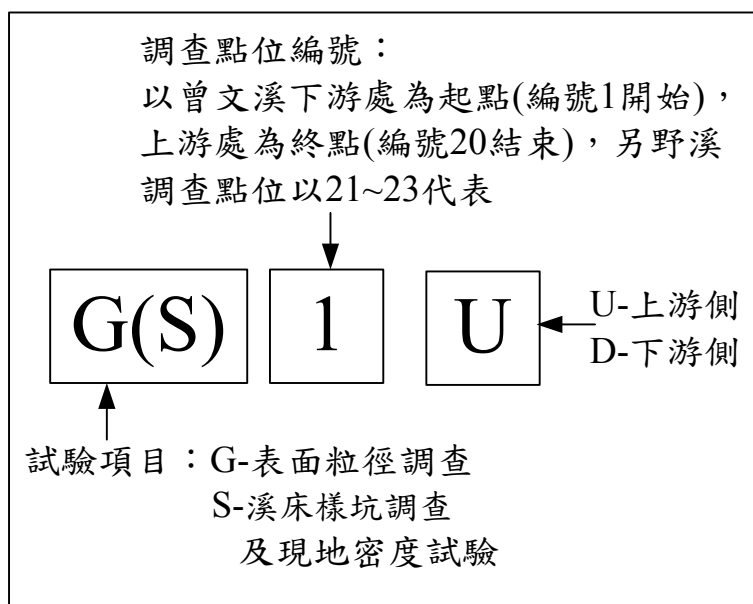 調查點位編號：
以曾文溪下游處為起點(編號1開始)，
上游處為終點(編號20結束)，另野溪
調查點位以21~23代表
G(S) 1 U
U-上游側
D-下游側
試驗項目：G-表面粒徑調查
S-溪床樣坑調查
及現地密度試驗